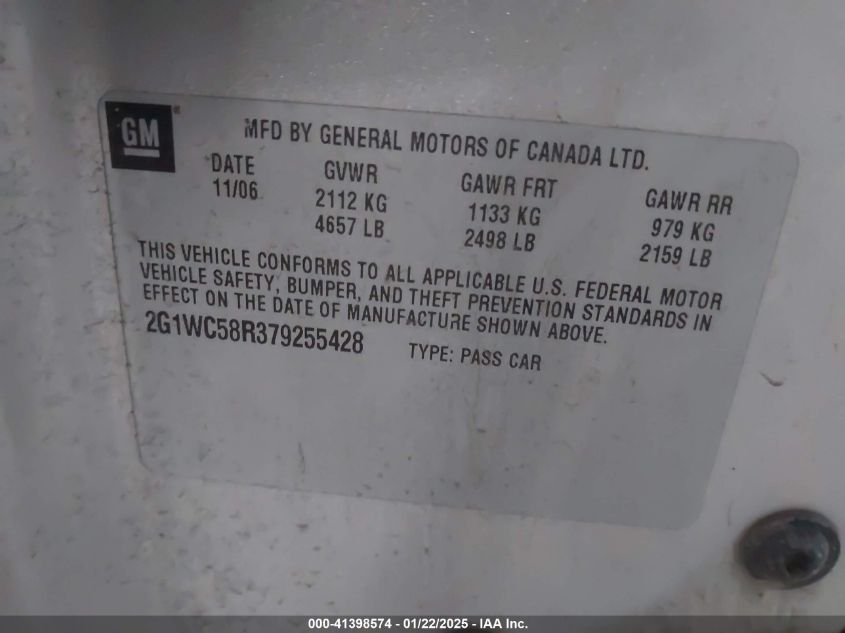 GM
MFD BY GENERAL MOTORS OF CANADA LTD.
DATE GVWR GAWR FRT GAWR RR
11/06 2112 KG 1133 KG 979 KG
4657 LB 2498 LB 2159 LB
THIS VEHICLE CONFORMS TO ALL APPLICABLE U.S. FEDERAL MOTOR
VEHICLE SAFETY, BUMPER, AND THEFT PREVENTION STANDARDS IN
EFFECT ON THE DATE OF MANUFACTURE SHOWN ABOVE.
2G1WC58R379255428 TYPE: PASS CAR
000-41398574 - 01/22/2025 - IAA Inc.